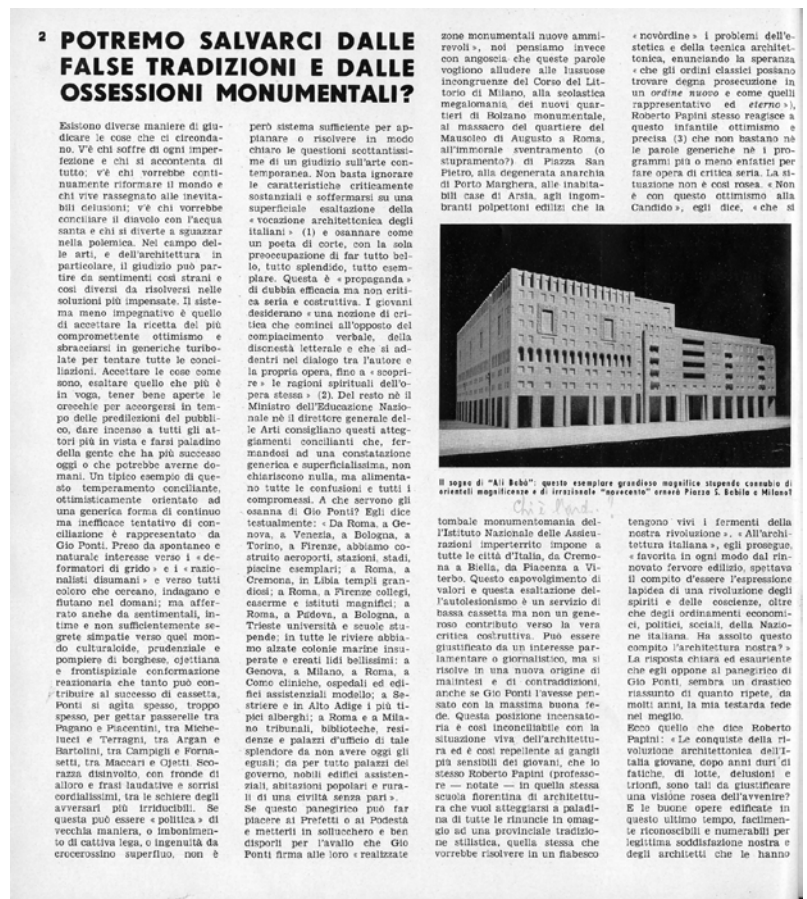 2 POTREMO SALVARCI DALLE
FALSE TRADIZIONI E DALLE
OSSESSIONI MONUMENTALI?
Esistono diverse maniere di giu-
dicare le cose che ci circonda-
no. V'è chi soffre di ogni imper-
fezione e chi si accontenta di
tutto; v'è chi vorrebbe conti-
nuamente riformare il mondo e
chi vive rassegnato alle inevita-
bili delusioni; v'è chi vorrebbe
conciliare il diavolo con l'acqua
santa e chi si diverte a sguazzar
nella polemica. Nel campo del-
le arti, e dell'architettura in
particolare, il giudizio può par-
tire da sentimenti così strani e
così diversi da risolversi nelle
soluzioni più impensate. Il siste-
ma meno impegnativo è quello
di accettare la ricetta del più
compromettente ottimismo e
sbracciarsi in generiche turibo-
late per tentare tutte le conci-
liazioni. Accettare le cose come
sono, esaltare quello che più è
in voga, tener bene aperte le
orecchie per accorgersi in tem-
po delle predilezioni del pubbli-
co, dare incenso a tutti gli at-
tori più in vista e farsi paladino
della gente che ha più successo
oggi o che potrebbe averne do-
mani. Un tipico esempio di que-
sto temperamento conciliante,
ottimisticamente orientato ad
una generica forma di continuo
ma inefficace tentativo di con-
ciliazione è rappresentato da
Gio Ponti. Preso da spontaneo e
naturale interesse verso i « de-
formatori di grido » e i « razio-
nalisti disumani » e verso tutti
coloro che cercano, indagano e
fiutano nel domani; ma affer-
rato anche da sentimentali, in-
time e non sufficientemente se-
grete simpatie verso quel mon-
do culturalcide, prudenziale e
pompiere di borghese, ojettiana
e frontispiziale conformazione
reazionaria che tanto può con-
tribuire al successo di cassetta,
Ponti si agita spesso, troppo
spesso, per gettar passerelle tra
Pagano e Piacentini, tra Miche-
lucci e Terragni, tra Argan e
Bartolini, tra Campigli e Forna-
setti, tra Maccari e Ojetti. Sco-
razza disinvolto, con fronde di
alloro e frasi laudative e sorrisi
cordialissimi, tra le schiere degli
avversari più irriducibili. Se
questa può essere « politica » di
vecchia maniera, o imbonimen-
to di cattiva lega, o ingenuità da
crocerossino superfluo, non è
però sistema sufficiente per ap-
pianare o risolvere in modo
chiaro le questioni scottantissi-
me di un giudizio sull'arte con-
temporanea. Non basta ignorare
le caratteristiche criticamente
sostanziali e soffermarsi su una
superficiale esaltazione della
« vocazione architettonica degli
italiani » (1) e osannare come
un poeta di corte, con la sola
preoccupazione di far tutto bel-
lo, tutto splendido, tutto esem-
plare. Questa è « propaganda »
di dubbia efficacia ma non criti-
ca seria e costruttiva. I giovani
desiderano « una nozione di cri-
tica che cominci all'opposto del
compiacimento verbale, della
disonestà letterale e che si ad-
dentri nel dialogo tra l'autore e
la propria opera, fino a « scopri-
re » le ragioni spirituali dell'o-
pera stessa » (2). Del resto nè il
Ministro dell'Educazione Nazio-
nale nè il direttore generale del-
le Arti consigliano questi atteg-
giamenti concilianti che, fer-
mandosi ad una constatazione
generica e superficialissima, non
chiariscono nulla, ma alimenta-
no tutte le confusioni e tutti i
compromessi. A che servono gli
osanna di Gio Ponti? Egli dice
testualmente: « Da Roma, a Ge-
nova, a Venezia, a Bologna, a
Torino, a Firenze, abbiamo co-
struito aeroporti, stazioni, stadi,
piscine esemplari; a Roma, a
Cremona, in Libia templi gran-
diosi; a Roma, a Firenze collegi,
caserme e istituti magnifici; a
Roma, a Padova, a Bologna, a
Trieste università e scuole stu-
pende; in tutte le riviere abbia-
mo alzate colonie marine insu-
perate e creati lidi bellissimi: a
Genova, a Milano, a Roma, a
Como cliniche, ospedali ed edi-
fici assistenziali modello; a Se-
striere e in Alto Adige i più ti-
pici alberghi; a Roma e a Mila-
no tribunali, biblioteche, resi-
denze e palazzi d'ufficio di tale
splendore da non avere oggi gli
eguali; da per tutto palazzi del
governo, nobili edifici assisten-
ziali, abitazioni popolari e rura-
li di una civiltà senza pari ».
Se questo panegirico può far
piacere ai Prefetti o ai Podestà
e metterli in sollucchero e ben
disporli per l'avallo che Gio
Ponti firma alle loro « realizzate
zone monumentali nuove ammi-
revoli », noi pensiamo invece
con angoscia che queste parole
vogliono alludere alle lussuose
incongruenze del Corso del Lit-
torio di Milano, alla scolastica
megalomania dei nuovi quar-
tieri di Bolzano monumentale,
al massacro del quartiere del
Mausoleo di Augusto a Roma,
all'immorale sventramento (o
stupramento?) di Piazza San
Pietro, alla degenerata anarchia
di Porto Marghera, alle inabita-
bili case di Arsia, agli ingom-
branti polpettoni edilizi che la
« novòrdine » i problemi dell'e-
stetica e della tecnica architet-
tonica, enunciando la speranza
« che gli ordini classici possano
trovare degna prosecuzione in
un ordine nuovo e come quelli
rappresentativo ed eterno »),
Roberto Papini stesso reagisce a
questo infantile ottimismo e
precisa (3) che non bastano nè
le parole generiche nè i pro-
grammi più o meno enfatici per
fare opera di critica seria. La si-
tuazione non è così rosea. « Non
è con questo ottimismo alla
Candido », egli dice, « che si
Il sogno di "Alì Babà": questo esemplare grandioso magnifico stupendo connubio di
orientali magnificenze e di irrazionale "novecento" ornerà Piazza S. Babila a Milano?
Chi è l'arch. ?
tombale monumentomania del-
l'Istituto Nazionale delle Assicu-
razioni imperterrito impone a
tutte le città d'Italia, da Cremo-
na a Biella, da Piacenza a Vi-
terbo. Questo capovolgimento di
valori e questa esaltazione del-
l'autolesionismo è un servizio di
bassa cassetta ma non un gene-
roso contributo verso la vera
critica costruttiva. Può essere
giustificato da un interesse par-
lamentare o giornalistico, ma si
risolve in una nuova origine di
malintesi e di contraddizioni,
anche se Gio Ponti l'avesse pen-
sato con la massima buona fe-
de. Questa posizione incensato-
ria è così inconciliabile con la
situazione viva dell'architettu-
ra ed è così repellente ai gangli
più sensibili dei giovani, che lo
stesso Roberto Papini (professo-
re — notate — in quella stessa
scuola fiorentina di architettu-
ra che vuol atteggiarsi a paladi-
na di tutte le rinuncie in omag-
gio ad una provinciale tradizio-
ne stilistica, quella stessa che
vorrebbe risolvere in un fiabesco
tengono vivi i fermenti della
nostra rivoluzione ». « All'archi-
tettura italiana », egli prosegue,
« favorita in ogni modo dal rin-
novato fervore edilizio, spettava
il compito d'essere l'espressione
lapidea di una rivoluzione degli
spiriti e delle coscienze, oltre
che degli ordinamenti economi-
ci, politici, sociali, della Nazio-
ne italiana. Ha assolto questo
compito l'architettura nostra? »
La risposta chiara ed esauriente
che egli oppone al panegirico di
Gio Ponti, sembra un drastico
riassunto di quanto ripete, da
molti anni, la mia testarda fede
nel meglio.
Ecco quello che dice Roberto
Papini: « Le conquiste della ri-
voluzione architettonica dell'I-
talia giovane, dopo anni duri di
fatiche, di lotte, delusioni e
trionfi, sono tali da giustificare
una visione rosea dell'avvenire?
E le buone opere edificate in
questo ultimo tempo, facilmen-
te riconoscibili e numerabili per
legittima soddisfazione nostra e
degli architetti che le hanno